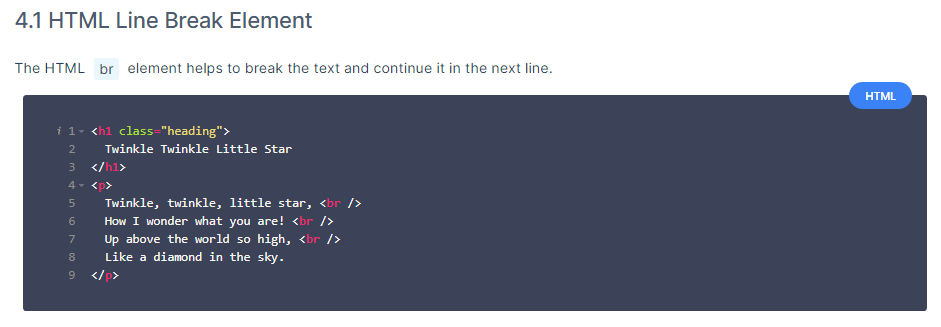 4.1 HTML Line Break Element
The HTML br element helps to break the text and continue it in the next line.
HTML
i 1 <h1 class="heading">
2 Twinkle Twinkle Little Star
3 </h1>
4 <p>
5 Twinkle, twinkle, little star, <br />
6 How I wonder what you are! <br />
7 Up above the world so high, <br />
8 Like a diamond in the sky.
9 </p>